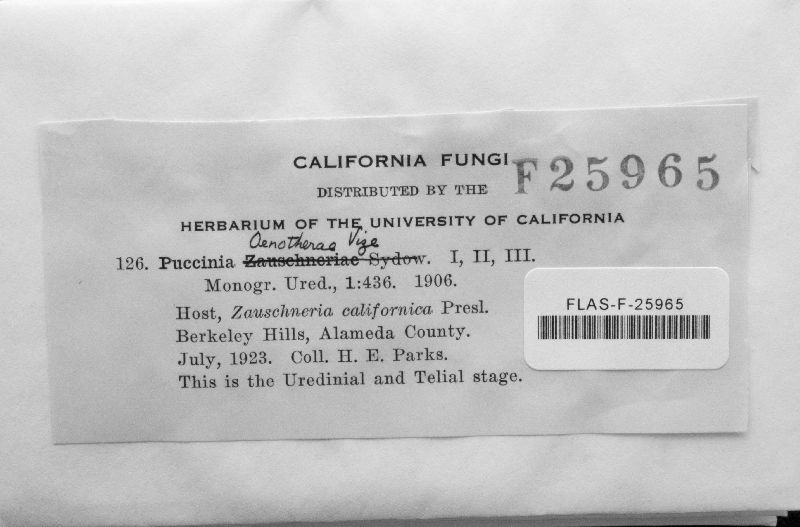 CALIFORNIA FUNGI
F25965
DISTRIBUTED BY THE
HERBARIUM OF THE UNIVERSITY OF CALIFORNIA
Oenotherae Vize
126. Puccinia Zauschneriae Sydow. I, II, III.
Monogr. Ured., 1:436. 1906.
Host, Zauschneria californica Presl.
Berkeley Hills, Alameda County.
July, 1923. Coll. H. E. Parks.
This is the Uredinial and Telial stage.
FLAS-F-25965